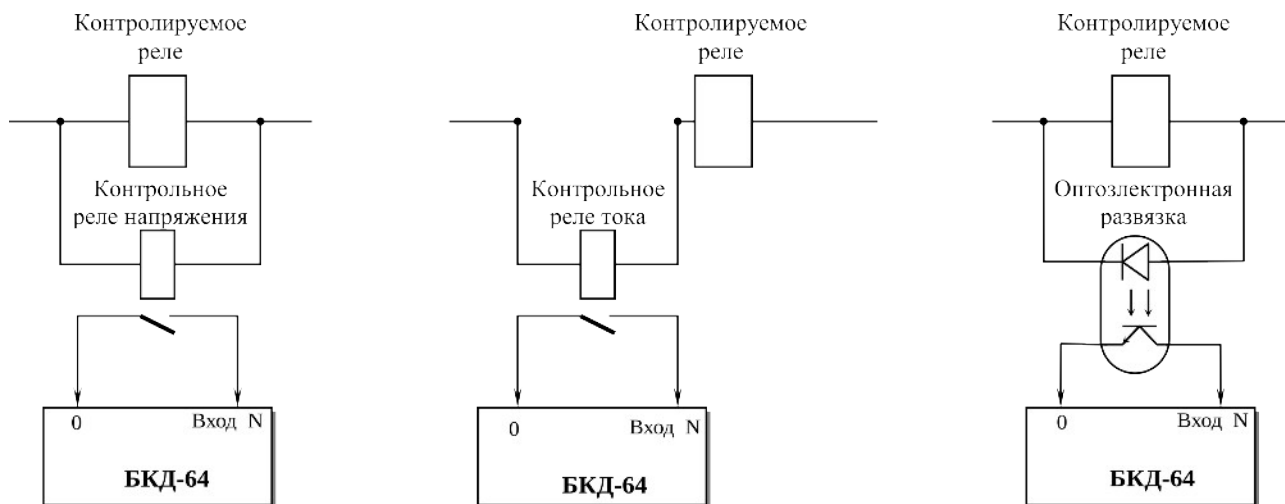 Контролируемое
реле
Контрольное
реле напряжения
0
Вход N
БКД-64
Контролируемое
реле
Контрольное
реле тока
0
Вход N
БКД-64
Контролируемое
реле
Оптоэлектронная
развязка
0
Вход N
БКД-64